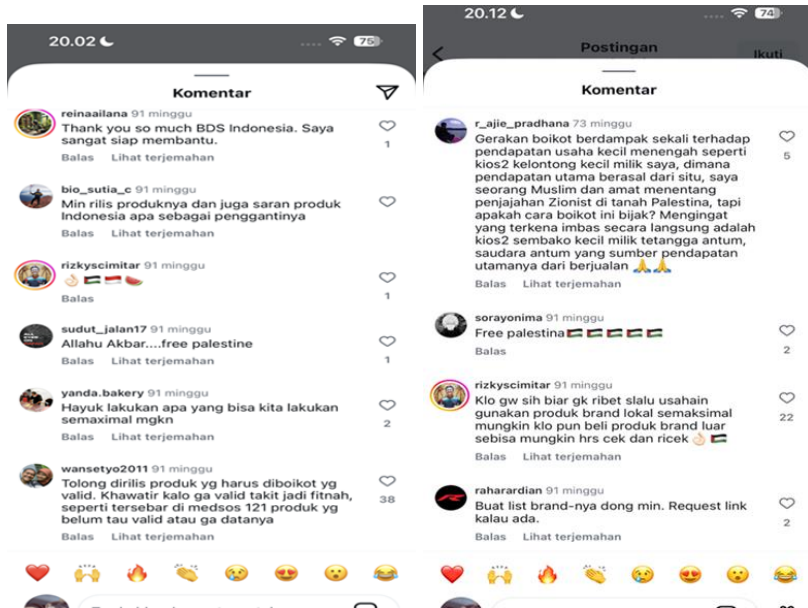 20.02
75
Komentar
reinaailana 91 minggu
Thank you so much BDS Indonesia. Saya
sangat siap membantu.
1
Balas Lihat terjemahan
bio_sutia_c 91 minggu
Min rilis produknya dan juga saran produk
Indonesia apa sebagai penggantinya
Balas Lihat terjemahan
rizkyscimitar 91 minggu
👌🏻🇵🇸🇮🇩🍉
1
Balas
sudut_jalan17 91 minggu
Allahu Akbar....free palestine
1
Balas Lihat terjemahan
yanda.bakery 91 minggu
Hayuk lakukan apa yang bisa kita lakukan
semaximal mgkn
2
Balas Lihat terjemahan
wansetyo2011 91 minggu
Tolong dirilis produk yg harus diboikot yg
valid. Khawatir kalo ga valid takit jadi fitnah,
seperti tersebar di medsos 121 produk yg
belum tau valid atau ga datanya
38
Balas Lihat terjemahan
20.12
74
Postingan
Ikuti
Komentar
r_ajie_pradhana 73 minggu
Gerakan boikot berdampak sekali terhadap
pendapatan usaha kecil menengah seperti
kios2 kelontong kecil milik saya, dimana
pendapatan utama berasal dari situ, saya
seorang Muslim dan amat menentang
penjajahan Zionist di tanah Palestina, tapi
apakah cara boikot ini bijak? Mengingat
yang terkena imbas secara langsung adalah
kios2 sembako kecil milik tetangga antum,
saudara antum yang sumber pendapatan
utamanya dari berjualan 🙏🙏
5
Balas Lihat terjemahan
sorayonima 91 minggu
Free palestina🇵🇸🇵🇸🇵🇸🇵🇸🇵🇸
2
Balas
rizkyscimitar 91 minggu
Klo gw sih biar gk ribet slalu usahain
gunakan produk brand lokal semaksimal
mungkin klo pun beli produk brand luar
sebisa mungkin hrs cek dan ricek👌🏻🇵🇸
22
Balas Lihat terjemahan
raharardian 91 minggu
Buat list brand-nya dong min. Request link
kalau ada.
2
Balas Lihat terjemahan